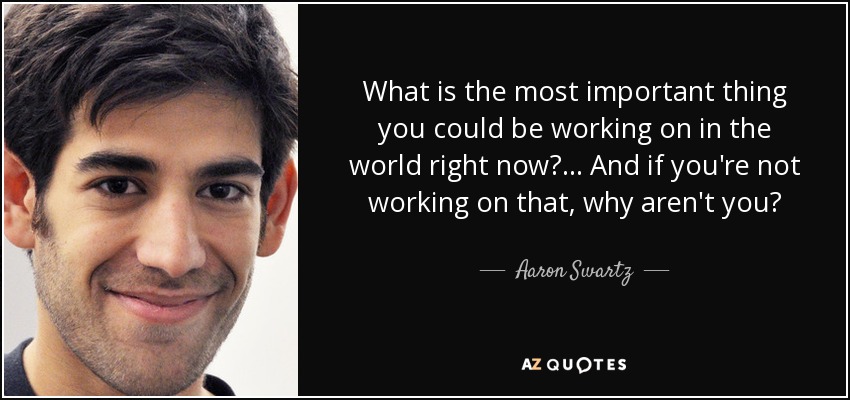 What is the most important thing
you could be working on in the
world right now?... And if you're not
working on that, why aren't you?
Aaron Swartz
AZ QUOTES